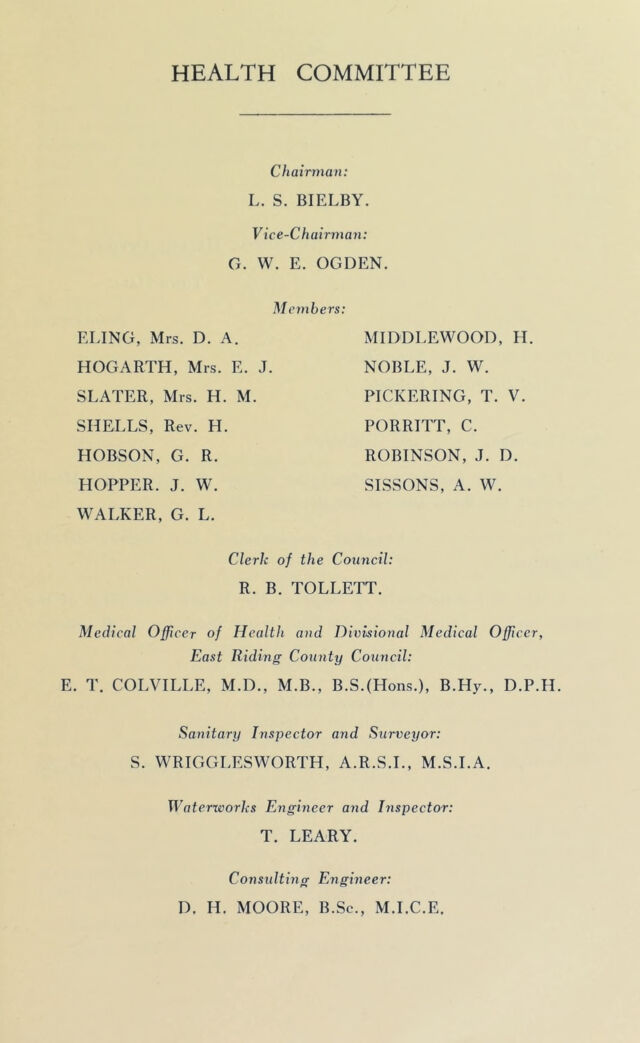 HEALTH COMMITTEE
Chairman:
L. S. BIELBY.
Vice-Chairman:
G. W. E. OGDEN.
Members:
ELING, Mrs. D. A.
HOGARTH, Mrs. E. J.
SLATER, Mrs. H. M.
SHELLS, Rev. H.
HOBSON, G. R.
HOPPER. J. W.
WALKER, G. L.
MIDDLEWOOD, H.
NOBLE, J. W.
PICKERING, T. V.
PORRITT, C.
ROBINSON, J. D.
SISSONS, A. W.
Clerk of the Council:
R. B. TOLLETT.
Medical Officer of Health and Divisional Medical Officer,
East Riding County Council:
E. T. COLVILLE, M.D., M.B., B.S.(Hons.), B.Hy., D.P.H.
Sanitary Inspector and Surveyor:
S. WRIGGLESWORTH, A.R.S.I., M.S.I.A.
Waterworks Engineer and Inspector:
T. LEARY.
Consulting Engineer:
D. H. MOORE, B.Sc., M.I.C.E.